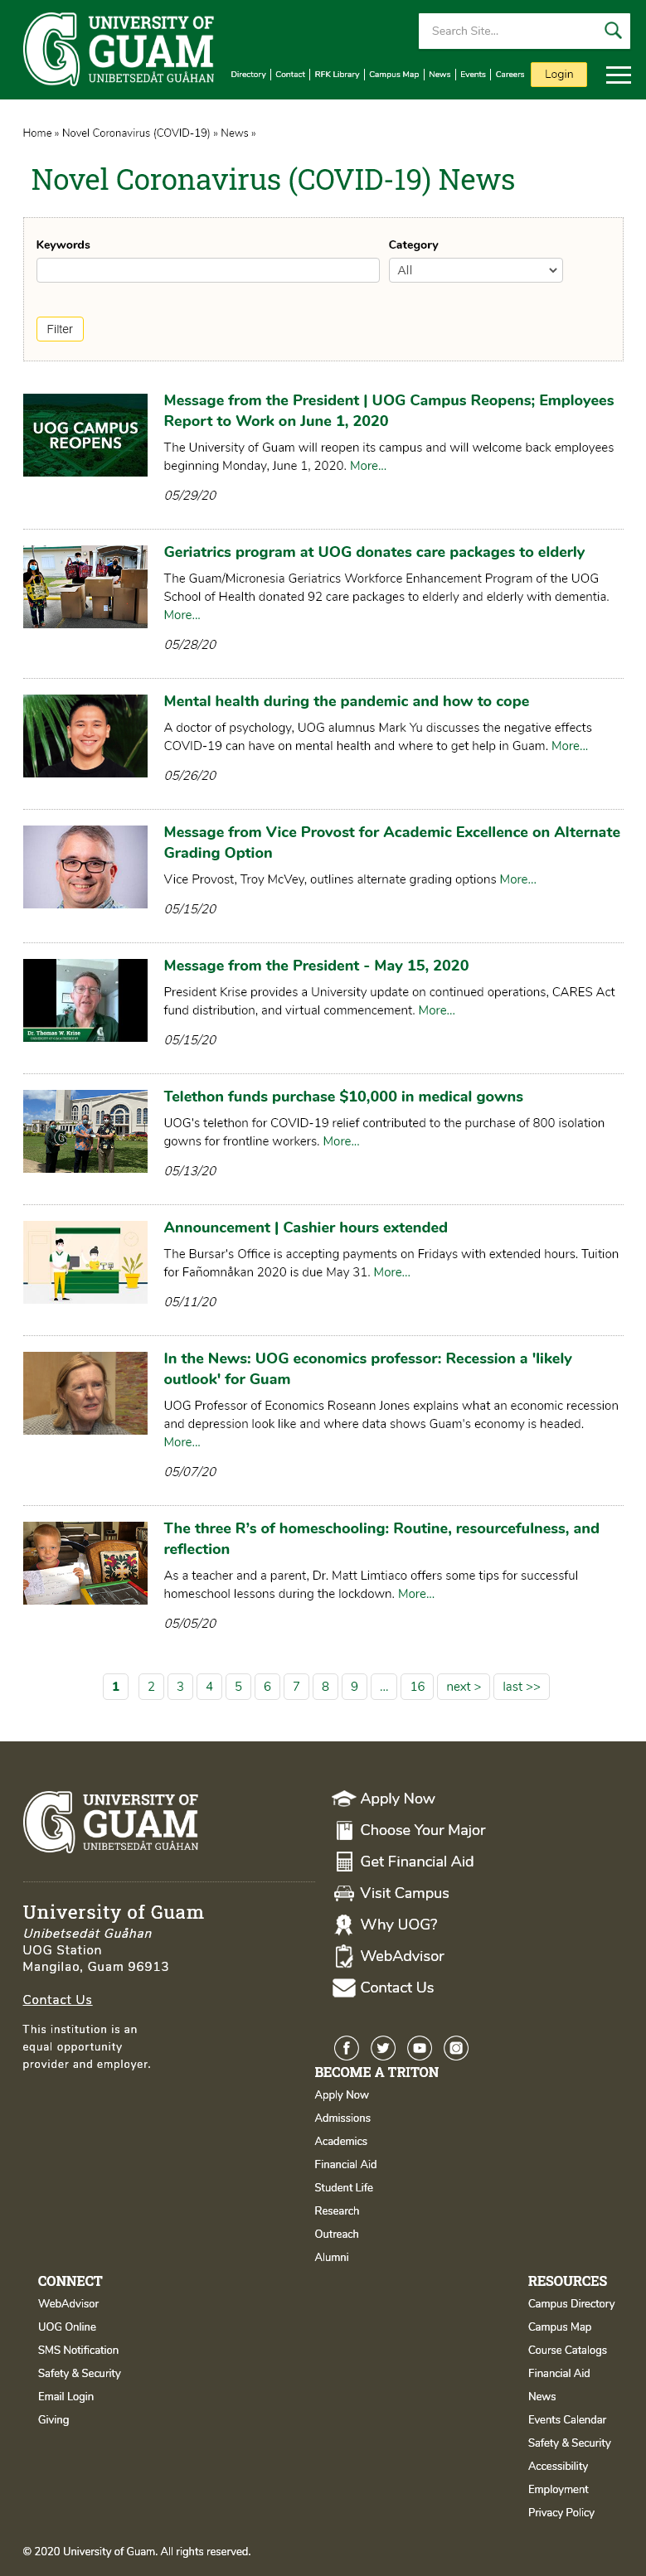 UNIVERSITY OF
GUAM
UNIBETSEDÅT GUÅHAN
Search Site...
Directory | Contact | RFK Library | Campus Map | News | Events | Careers
Login
Home » Novel Coronavirus (COVID-19) » News »
Novel Coronavirus (COVID-19) News
Keywords
Category
All
Filter
UOG CAMPUS
REOPENS
Message from the President | UOG Campus Reopens; Employees
Report to Work on June 1, 2020
The University of Guam will reopen its campus and will welcome back employees
beginning Monday, June 1, 2020. More...
05/29/20
Geriatrics program at UOG donates care packages to elderly
The Guam/Micronesia Geriatrics Workforce Enhancement Program of the UOG
School of Health donated 92 care packages to elderly and elderly with dementia.
More...
05/28/20
Mental health during the pandemic and how to cope
A doctor of psychology, UOG alumnus Mark Yu discusses the negative effects
COVID-19 can have on mental health and where to get help in Guam. More...
05/26/20
Message from Vice Provost for Academic Excellence on Alternate
Grading Option
Vice Provost, Troy McVey, outlines alternate grading options More...
05/15/20
Dr. Thomas W. Krise
Message from the President - May 15, 2020
President Krise provides a University update on continued operations, CARES Act
fund distribution, and virtual commencement. More...
05/15/20
Telethon funds purchase $10,000 in medical gowns
UOG's telethon for COVID-19 relief contributed to the purchase of 800 isolation
gowns for frontline workers. More...
05/13/20
Announcement | Cashier hours extended
The Bursar's Office is accepting payments on Fridays with extended hours. Tuition
for Fañomnåkan 2020 is due May 31. More...
05/11/20
In the News: UOG economics professor: Recession a 'likely
outlook' for Guam
UOG Professor of Economics Roseann Jones explains what an economic recession
and depression look like and where data shows Guam's economy is headed.
More...
05/07/20
The three R's of homeschooling: Routine, resourcefulness, and
reflection
As a teacher and a parent, Dr. Matt Limtiaco offers some tips for successful
homeschool lessons during the lockdown. More...
05/05/20
1 2 3 4 5 6 7 8 9 ... 16 next > last >>
UNIVERSITY OF
GUAM
UNIBETSEDÅT GUÅHAN
University of Guam
Unibetsedåt Guåhan
UOG Station
Mangilao, Guam 96913
Contact Us
This institution is an
equal opportunity
provider and employer.
Apply Now
Choose Your Major
Get Financial Aid
Visit Campus
Why UOG?
WebAdvisor
Contact Us
BECOME A TRITON
Apply Now
Admissions
Academics
Financial Aid
Student Life
Research
Outreach
Alumni
CONNECT
WebAdvisor
UOG Online
SMS Notification
Safety & Security
Email Login
Giving
RESOURCES
Campus Directory
Campus Map
Course Catalogs
Financial Aid
News
Events Calendar
Safety & Security
Accessibility
Employment
Privacy Policy
© 2020 University of Guam. All rights reserved.